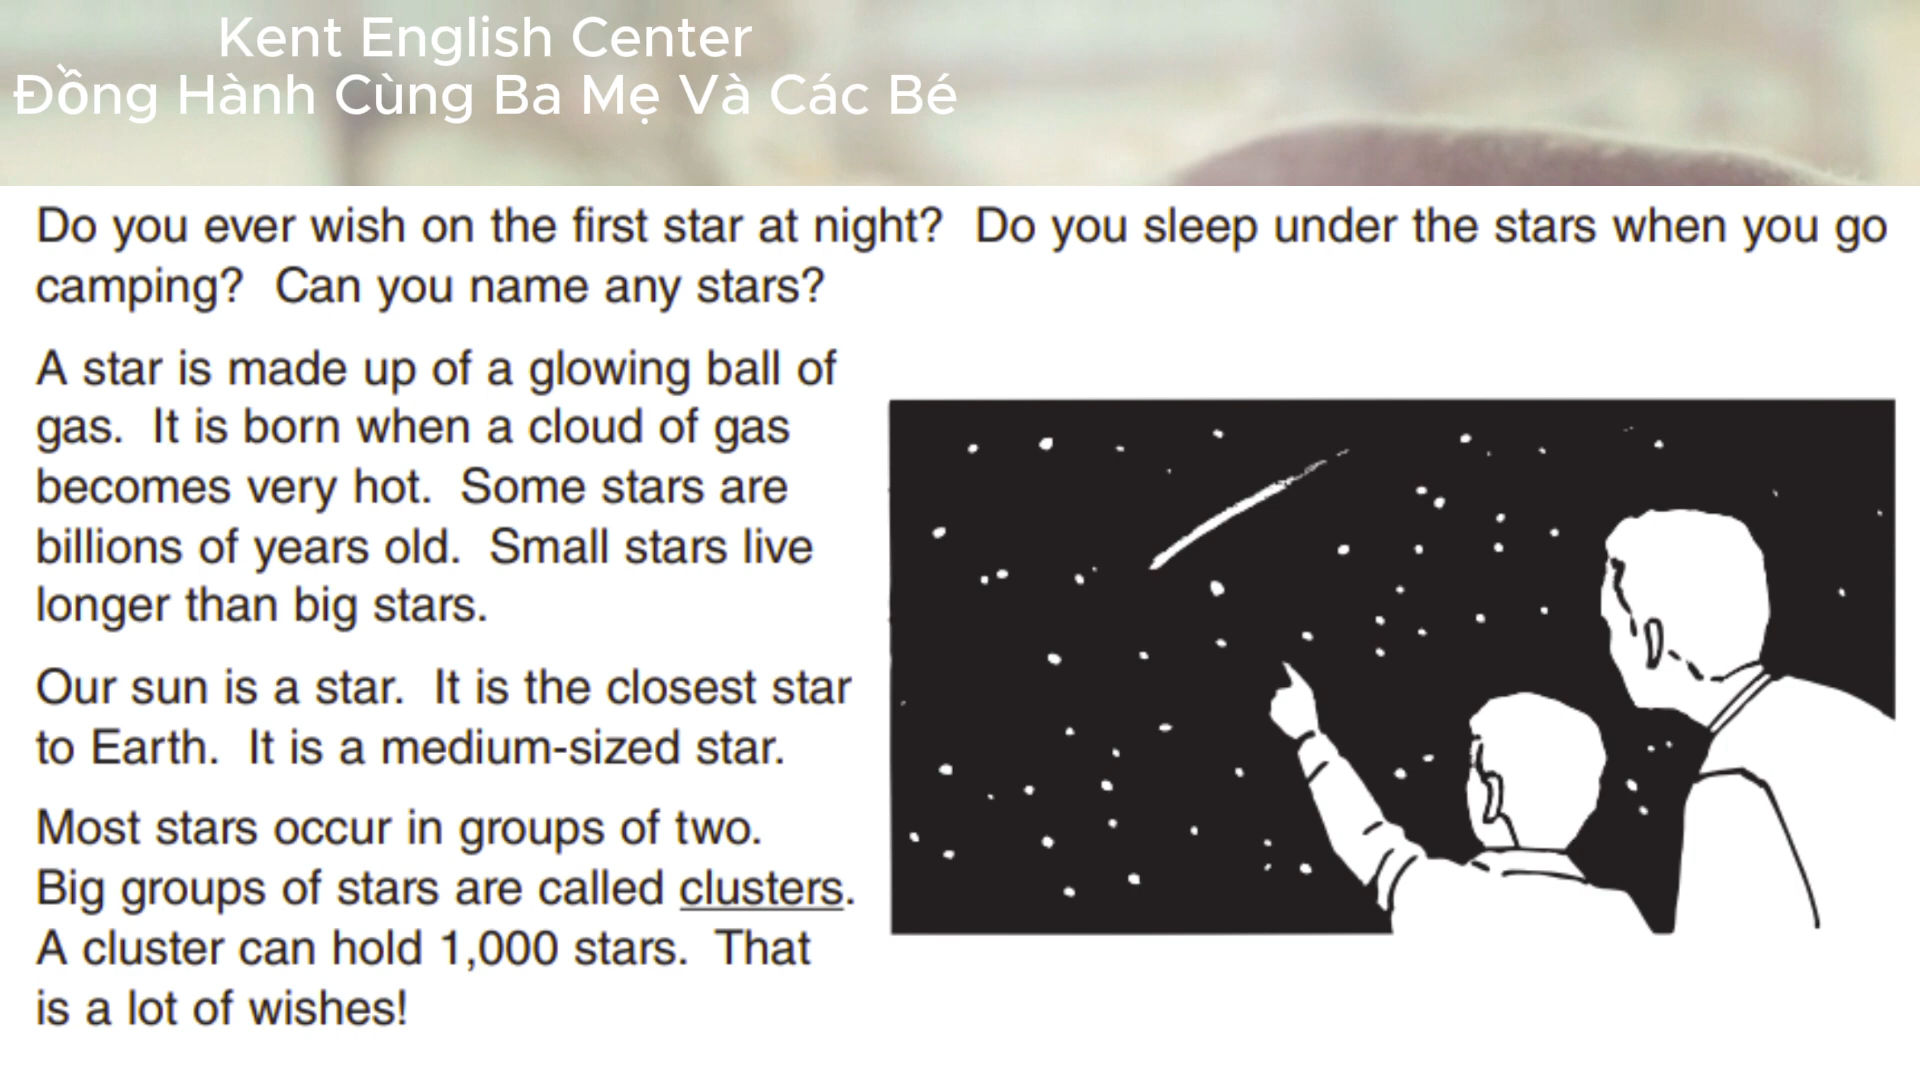 Kent English Center
Đồng Hành Cùng Ba Mẹ Và Các Bé
Do you ever wish on the first star at night? Do you sleep under the stars when you go
camping? Can you name any stars?
A star is made up of a glowing ball of
gas. It is born when a cloud of gas
becomes very hot. Some stars are
billions of years old. Small stars live
longer than big stars.
Our sun is a star. It is the closest star
to Earth. It is a medium-sized star.
Most stars occur in groups of two.
Big groups of stars are called clusters.
A cluster can hold 1,000 stars. That
is a lot of wishes!